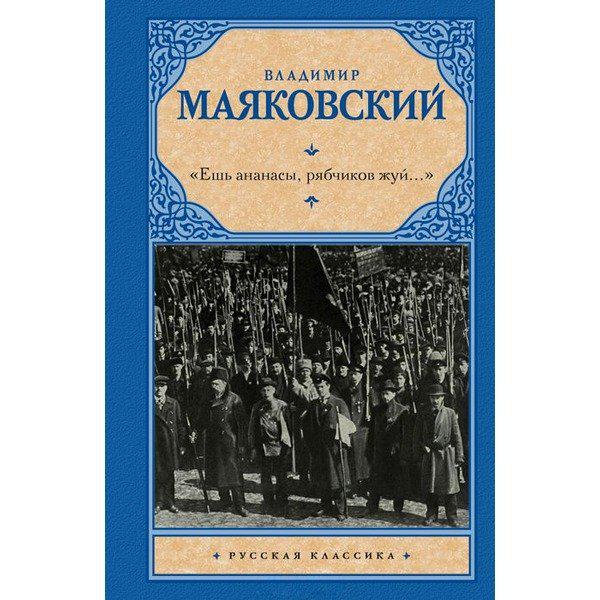 ВЛАДИМИР
МАЯКОВСКИЙ
«Ешь ананасы, рябчиков жуй...»
РУССКАЯ КЛАССИКА